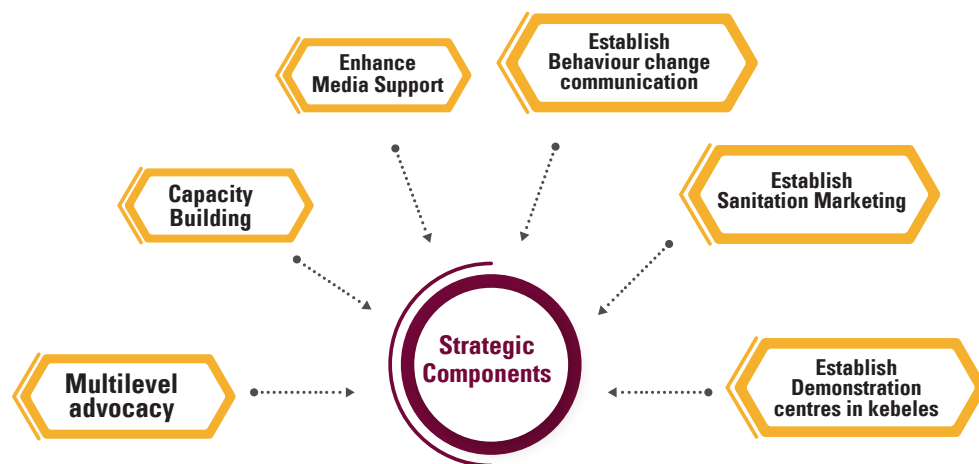 Enhance
Media Support
Establish
Behaviour change
communication
Capacity
Building
Establish
Sanitation Marketing
Strategic
Components
Multilevel
advocacy
Establish
Demonstration
centres in kebeles